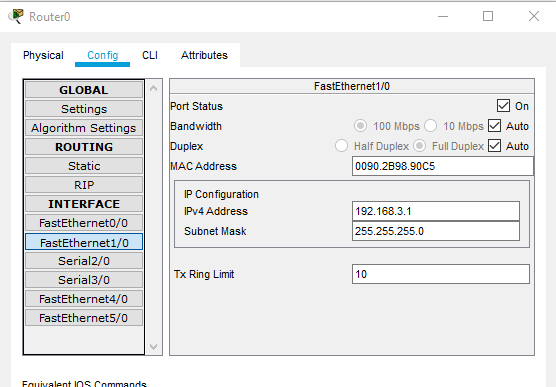 Router0
Physical Config CLI Attributes
GLOBAL
Settings
Algorithm Settings
ROUTING
Static
RIP
INTERFACE
FastEthernet0/0
FastEthernet1/0
Serial2/0
Serial3/0
FastEthernet4/0
FastEthernet5/0
FastEthernet1/0
Port Status On
Bandwidth 100 Mbps 10 Mbps Auto
Duplex Half Duplex Full Duplex Auto
MAC Address 0090.2B98.90C5
IP Configuration
IPv4 Address 192.168.3.1
Subnet Mask 255.255.255.0
Tx Ring Limit 10
Equivalent IOS Commands